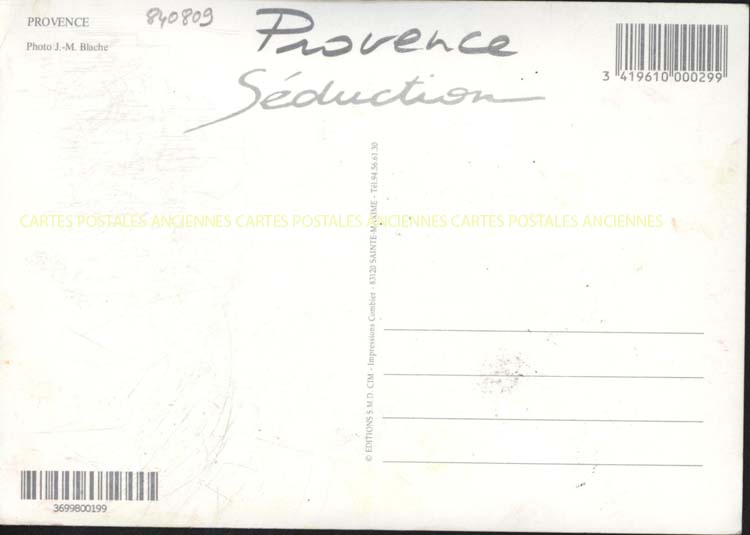 PROVENCE
Photo J.-M. Blache
840809
Provence
Séduction
3 419610 000299
CARTES POSTALES ANCIENNES CARTES POSTALES ANCIENNES CARTES POSTALES ANCIENNES
© EDITIONS S.M.D. CIM - Impressions Combier - 83120 SAINTE-MAXIME - Tél.94.56.61.30
3699800199